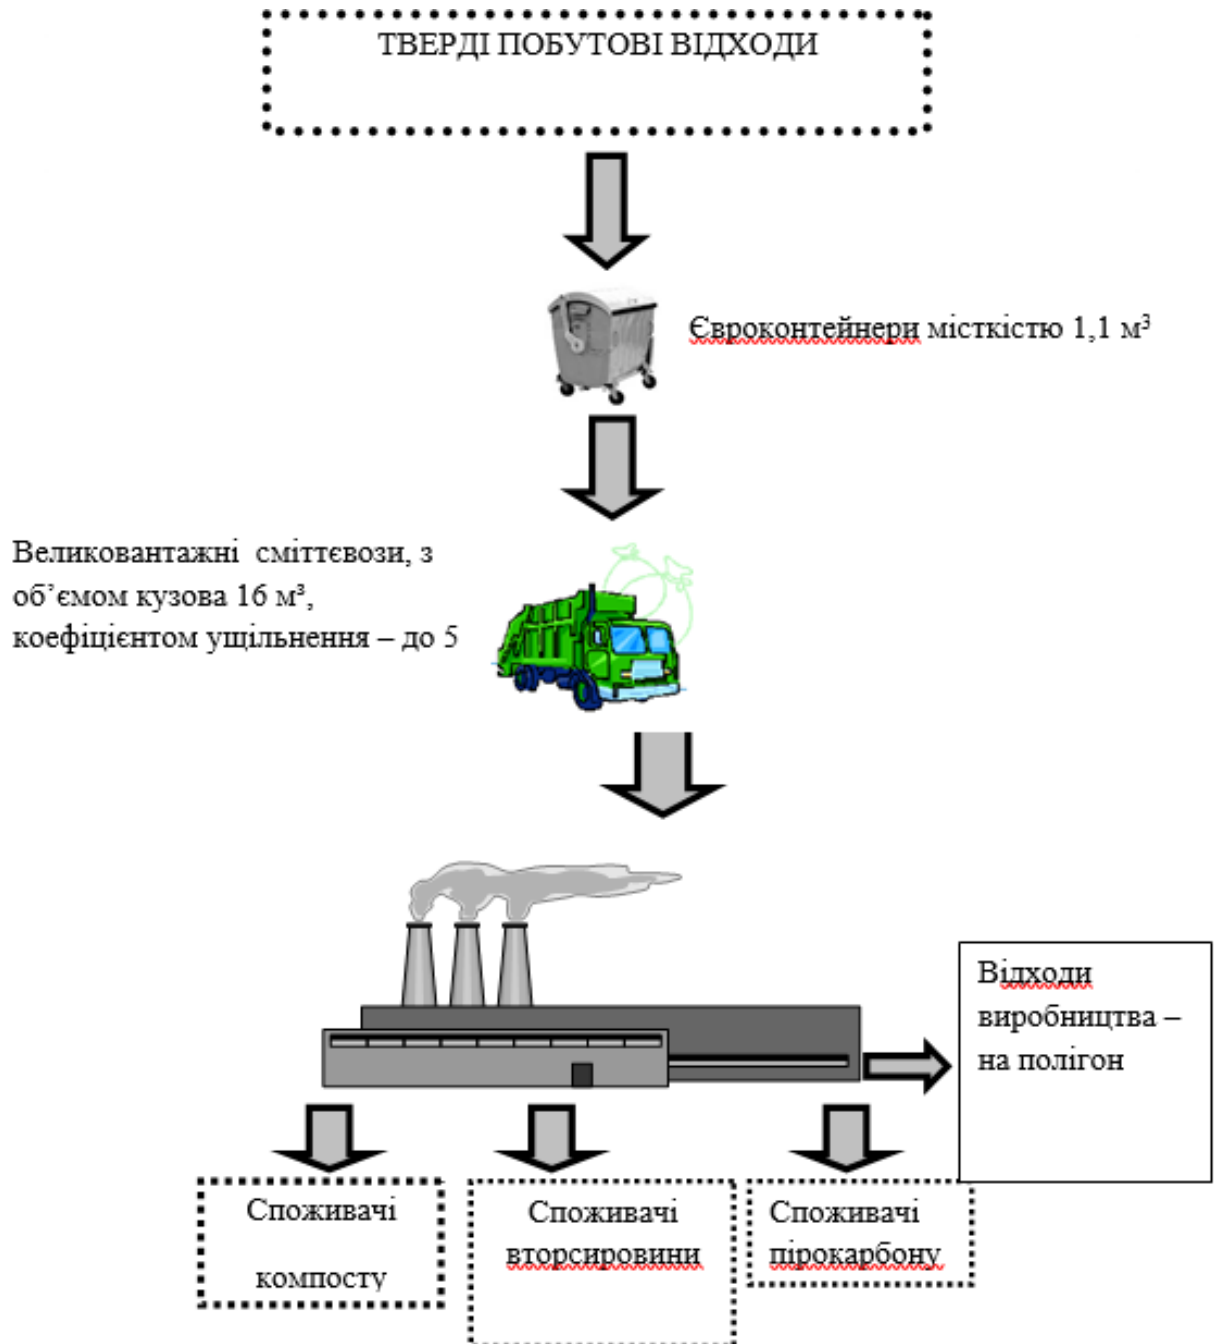 ТВЕРДІ ПОБУТОВІ ВІДХОДИ
Євроконтейнери місткістю 1,1 м³
Великовантажні сміттєвози, з
об’ємом кузова 16 м³,
коефіцієнтом ущільнення – до 5
Відходи
виробництва –
на полігон
Споживачі
компосту
Споживачі
вторсировини
Споживачі
пірокарбону